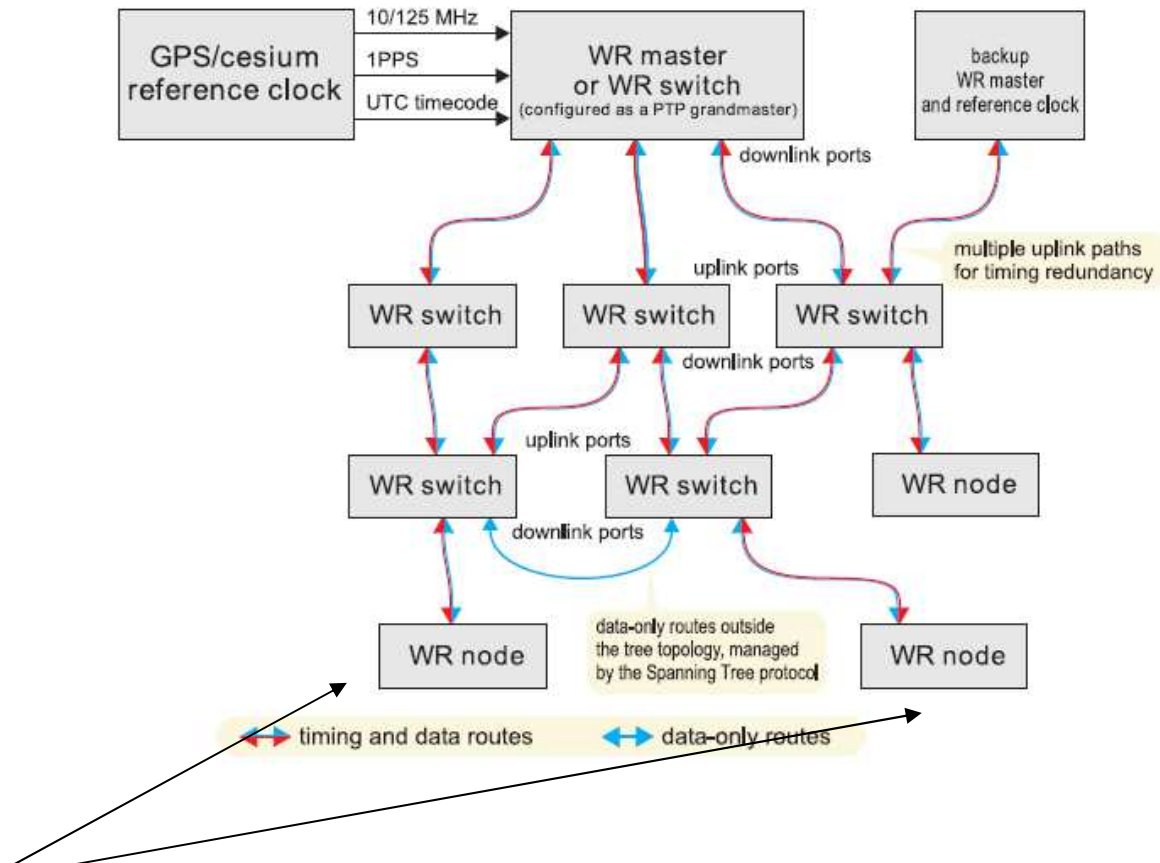 10/125 MHz
GPS/cesium
reference clock
1PPS
UTC timecode
WR master
or WR switch
(configured as a PTP grandmaster)
backup
WR master
and reference clock
downlink ports
multiple uplink paths
for timing redundancy
uplink ports
WR switch
WR switch
WR switch
downlink ports
uplink ports
WR switch
WR switch
WR node
downlink ports
data-only routes outside
the tree topology, managed
by the Spanning Tree protocol
WR node
WR node
timing and data routes
data-only routes